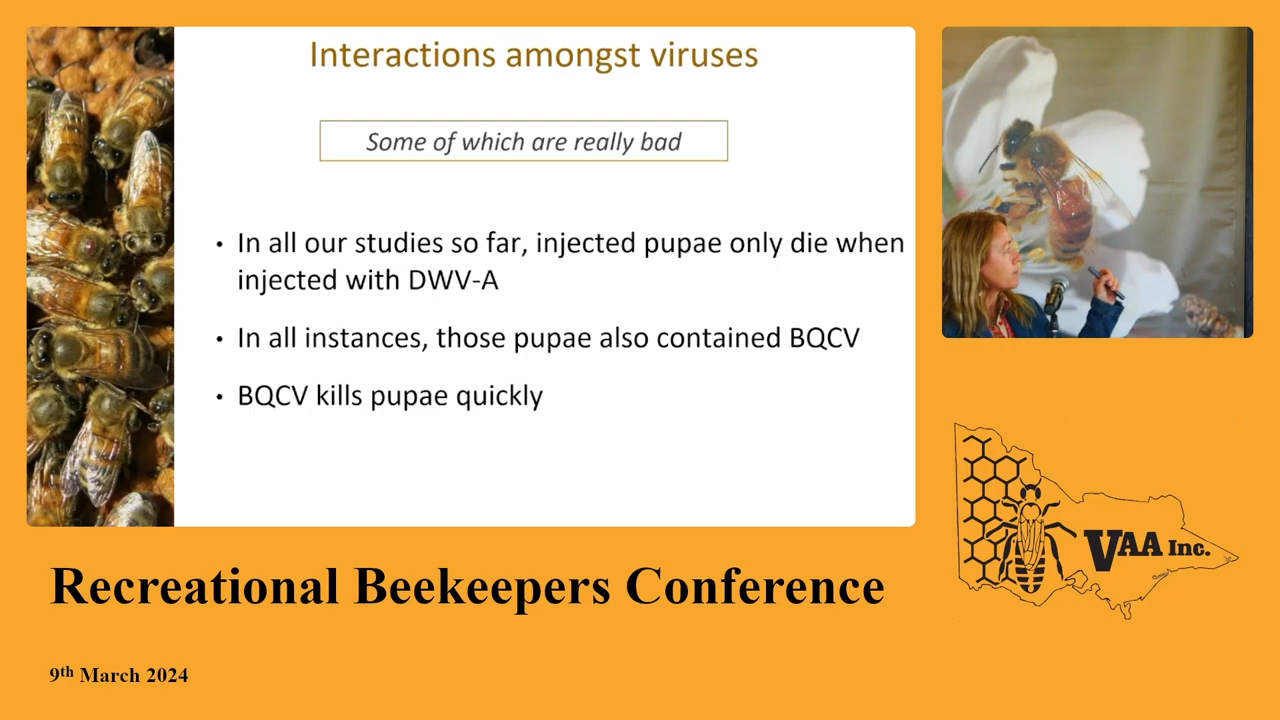 Interactions amongst viruses
Some of which are really bad
• In all our studies so far, injected pupae only die when
injected with DWV-A
• In all instances, those pupae also contained BQCV
• BQCV kills pupae quickly
VAA Inc.
Recreational Beekeepers Conference
9th March 2024